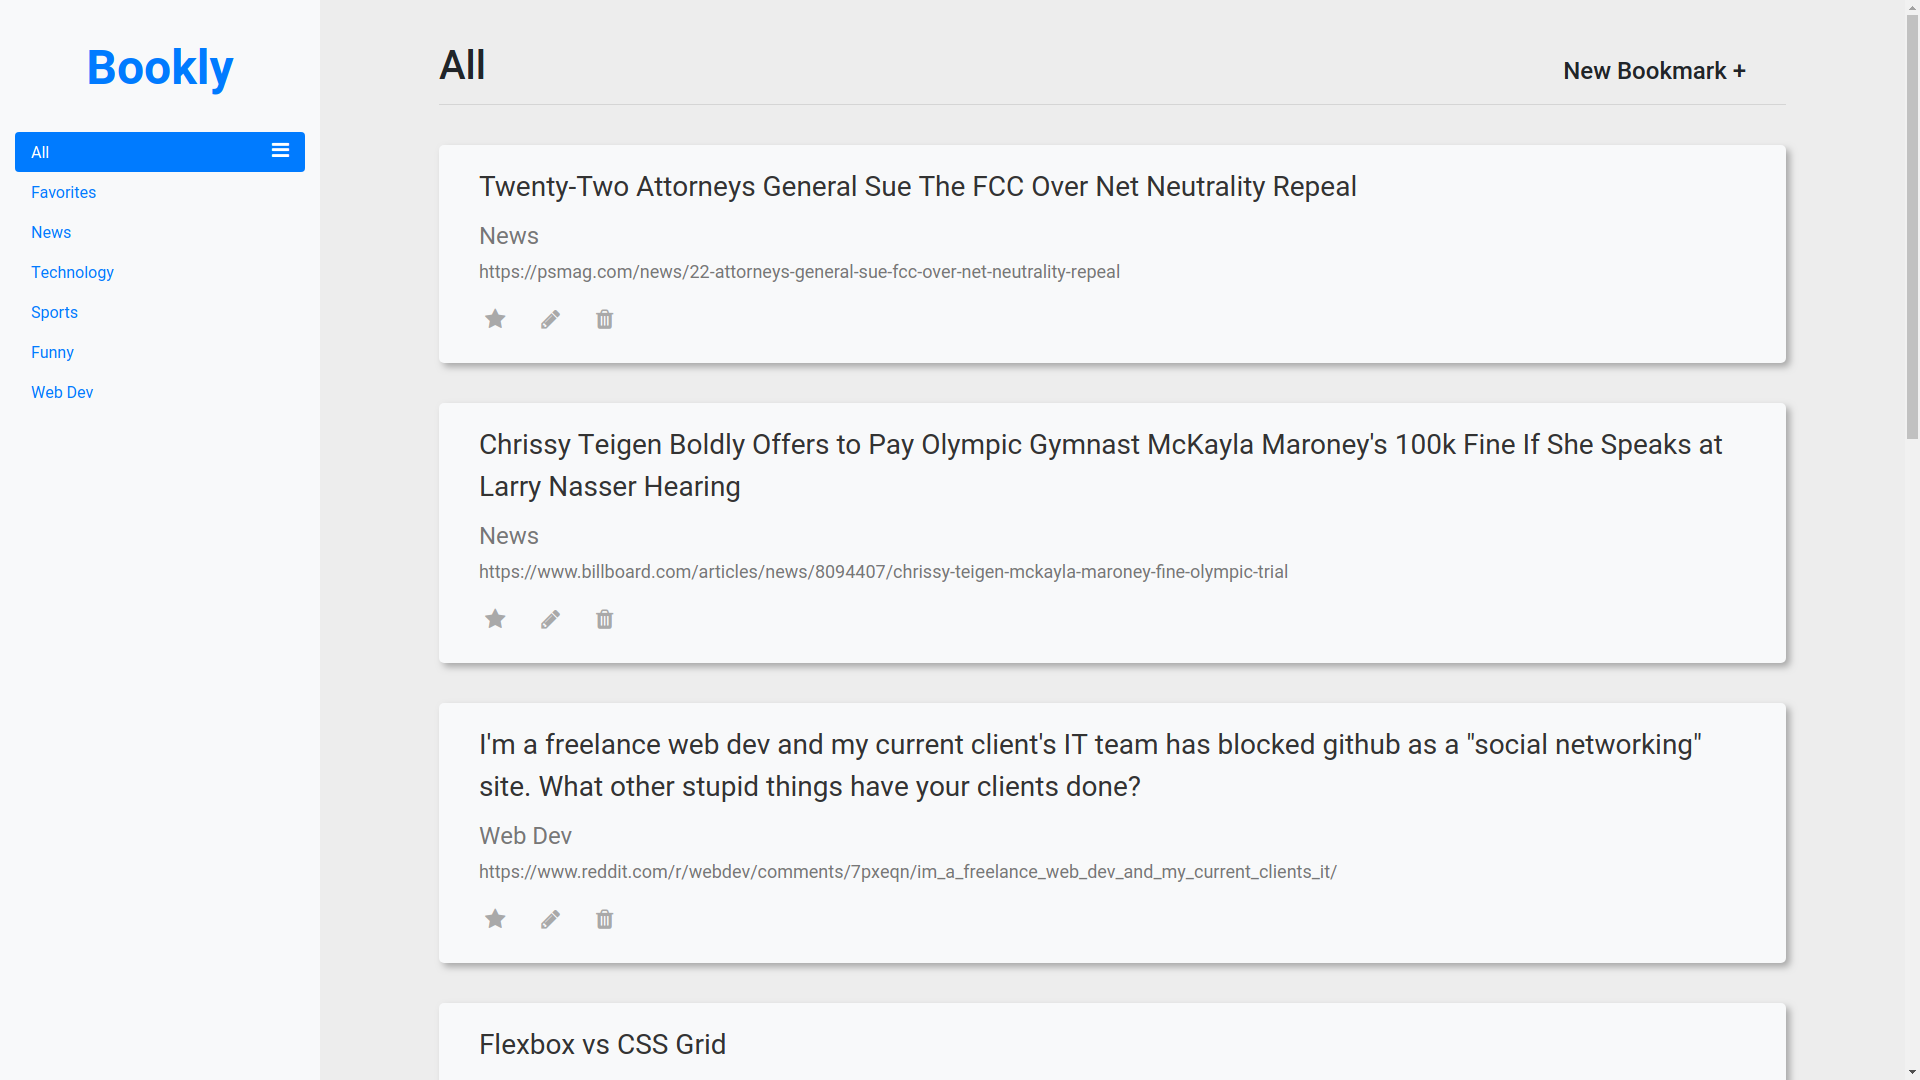 Bookly
All
Favorites
News
Technology
Sports
Funny
Web Dev
All
New Bookmark +
Twenty-Two Attorneys General Sue The FCC Over Net Neutrality Repeal
News
https://psmag.com/news/22-attorneys-general-sue-fcc-over-net-neutrality-repeal
Chrissy Teigen Boldly Offers to Pay Olympic Gymnast McKayla Maroney's 100k Fine If She Speaks at
Larry Nasser Hearing
News
https://www.billboard.com/articles/news/8094407/chrissy-teigen-mckayla-maroney-fine-olympic-trial
I'm a freelance web dev and my current client's IT team has blocked github as a "social networking"
site. What other stupid things have your clients done?
Web Dev
https://www.reddit.com/r/webdev/comments/7pxeqn/im_a_freelance_web_dev_and_my_current_clients_it/
Flexbox vs CSS Grid